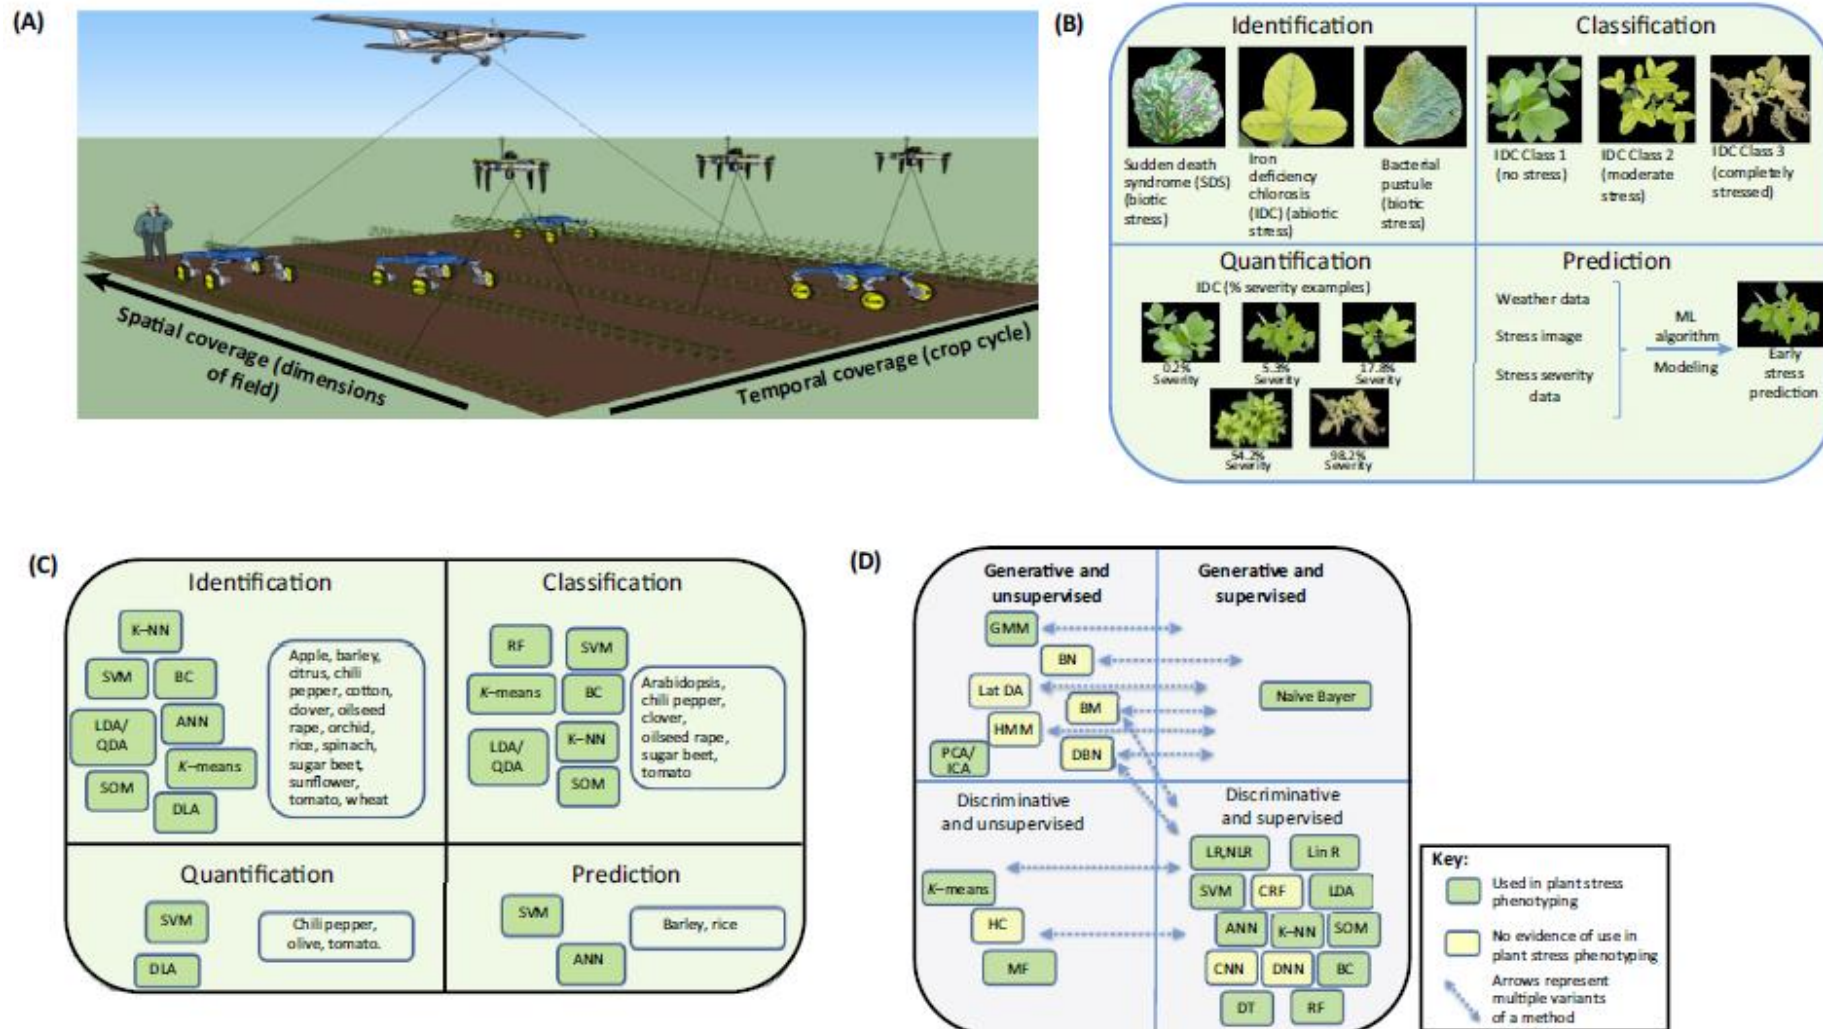 (A)
Spatial coverage (dimensions
of field)
Temporal coverage (crop cycle)
(B)
Identification
Sudden death
syndrome (SDS)
(biotic
stress)
Iron
deficiency
chlorosis
(IDC) (abiotic
stress)
Bacterial
pustule
(biotic
stress)
Classification
IDC Class 1
(no stress)
IDC Class 2
(moderate
stress)
IDC Class 3
(completely
stressed)
Quantification
IDC (% severity examples)
0.2%
Severity
5.3%
Severity
17.8%
Severity
54.2%
Severity
98.2%
Severity
Prediction
Weather data
Stress image
Stress severity
data
ML
algorithm
Modeling
Early
stress
prediction
(C)
Identification
K–NN
SVM
BC
LDA/
QDA
ANN
K–means
SOM
DLA
Apple, barley,
citrus, chili
pepper, cotton,
clover, oilseed
rape, orchid,
rice, spinach,
sugar beet,
sunflower,
tomato, wheat
Classification
RF
SVM
K–means
BC
LDA/
QDA
K–NN
SOM
Arabidopsis,
chili pepper,
clover,
oilseed rape,
sugar beet,
tomato
Quantification
SVM
DLA
Chili pepper,
olive, tomato.
Prediction
SVM
ANN
Barley, rice
(D)
Generative and
unsupervised
GMM
BN
Lat DA
BM
HMM
DBN
PCA/
ICA
Generative and
supervised
Naïve Bayer
Discriminative
and unsupervised
K–means
HC
MF
Discriminative
and supervised
LR,NLR
Lin R
SVM
CRF
LDA
ANN
K–NN
SOM
CNN
DNN
BC
DT
RF
Key:
Used in plant stress
phenotyping
No evidence of use in
plant stress phenotyping
Arrows represent
multiple variants
of a method